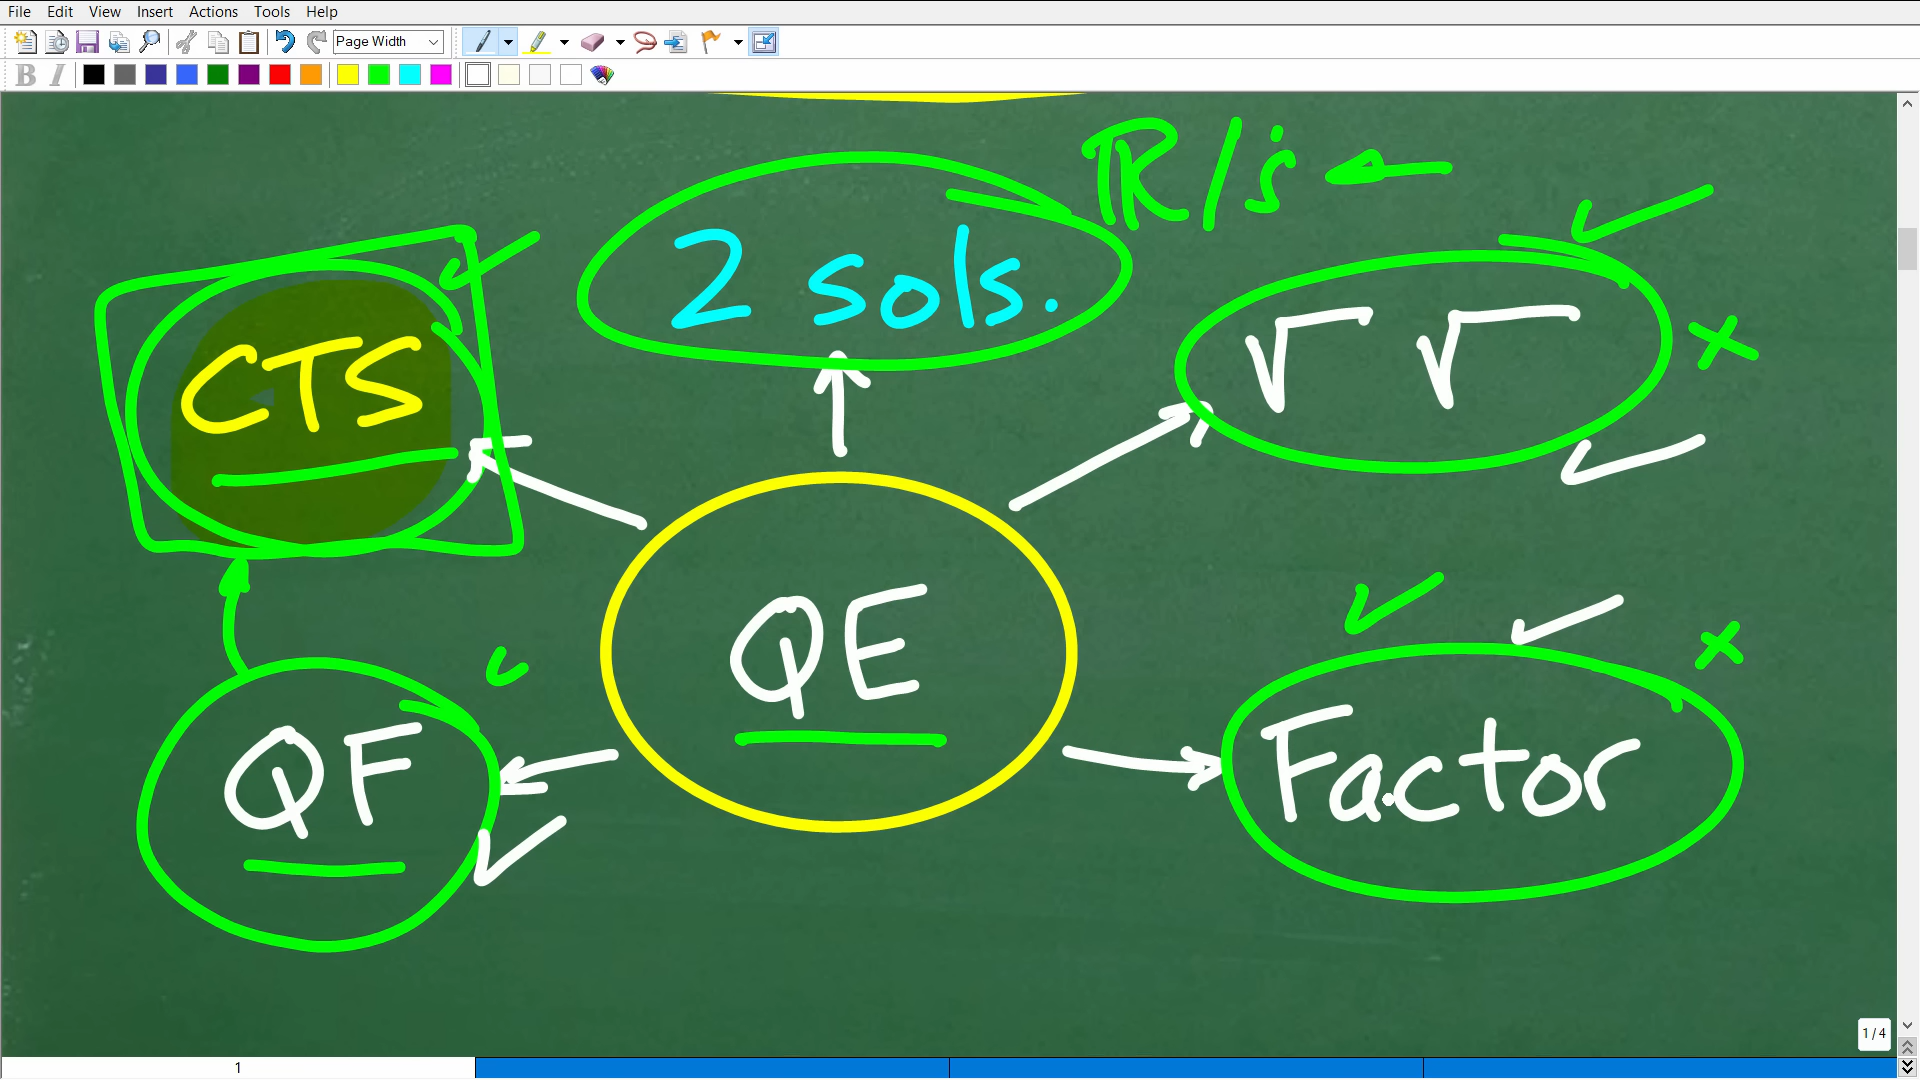 File Edit View Insert Actions Tools Help
Page Width
B I
ℝ/i
2 sols.
CTS
√ √
QE
QF
Factor
1 / 4
1